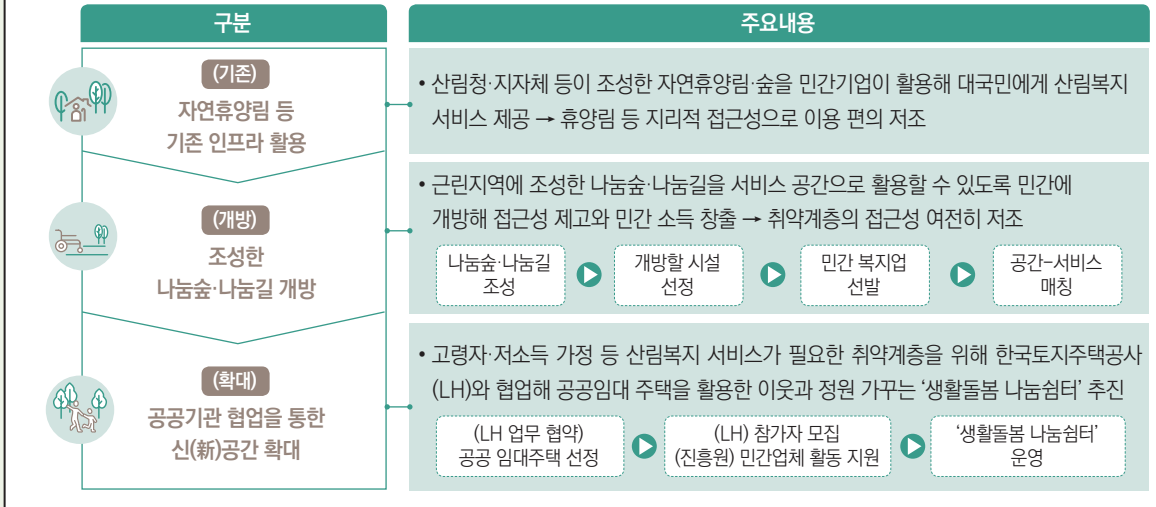 구분
주요내용
(기존)
자연휴양림 등
기존 인프라 활용
• 산림청·지자체 등이 조성한 자연휴양림·숲을 민간기업이 활용해 대국민에게 산림복지
서비스 제공 → 휴양림 등 지리적 접근성으로 이용 편의 저조
(개방)
조성한
나눔숲·나눔길 개방
• 근린지역에 조성한 나눔숲·나눔길을 서비스 공간으로 활용할 수 있도록 민간에
개방해 접근성 제고와 민간 소득 창출 → 취약계층의 접근성 여전히 저조
나눔숲·나눔길
조성
개방할 시설
선정
민간 복지업
선발
공간-서비스
매칭
(확대)
공공기관 협업을 통한
신(新)공간 확대
• 고령자·저소득 가정 등 산림복지 서비스가 필요한 취약계층을 위해 한국토지주택공사
(LH)와 협업해 공공임대 주택을 활용한 이웃과 정원 가꾸는 ‘생활돌봄 나눔쉼터’ 추진
(LH 업무 협약)
공공 임대주택 선정
(LH) 참가자 모집
(진흥원) 민간업체 활동 지원
‘생활돌봄 나눔쉼터’
운영